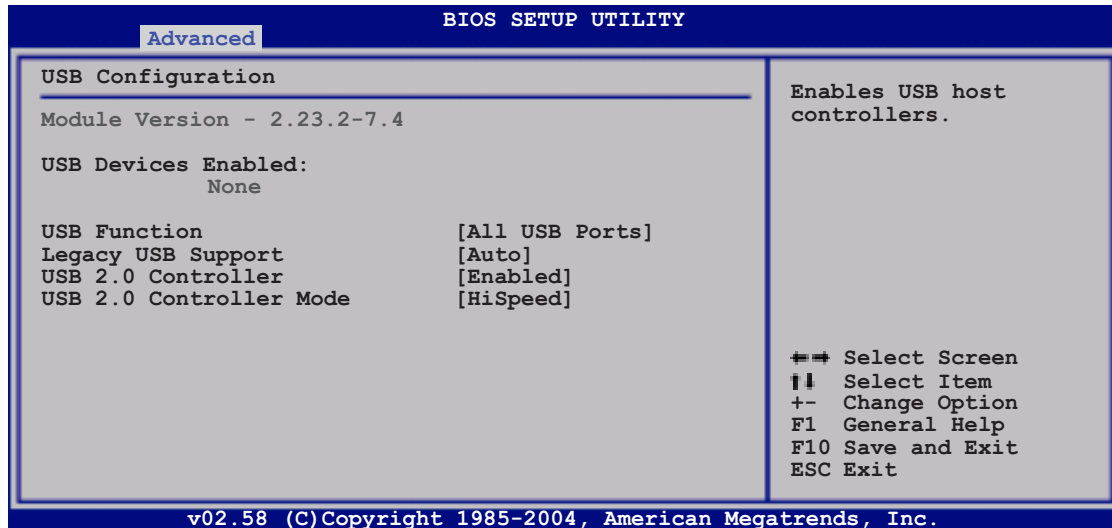 BIOS SETUP UTILITY
Advanced
USB Configuration
Module Version - 2.23.2-7.4
USB Devices Enabled:
None
USB Function [All USB Ports]
Legacy USB Support [Auto]
USB 2.0 Controller [Enabled]
USB 2.0 Controller Mode [HiSpeed]
Enables USB host
controllers.
←→ Select Screen
↑↓ Select Item
+- Change Option
F1 General Help
F10 Save and Exit
ESC Exit
v02.58 (C)Copyright 1985-2004, American Megatrends, Inc.